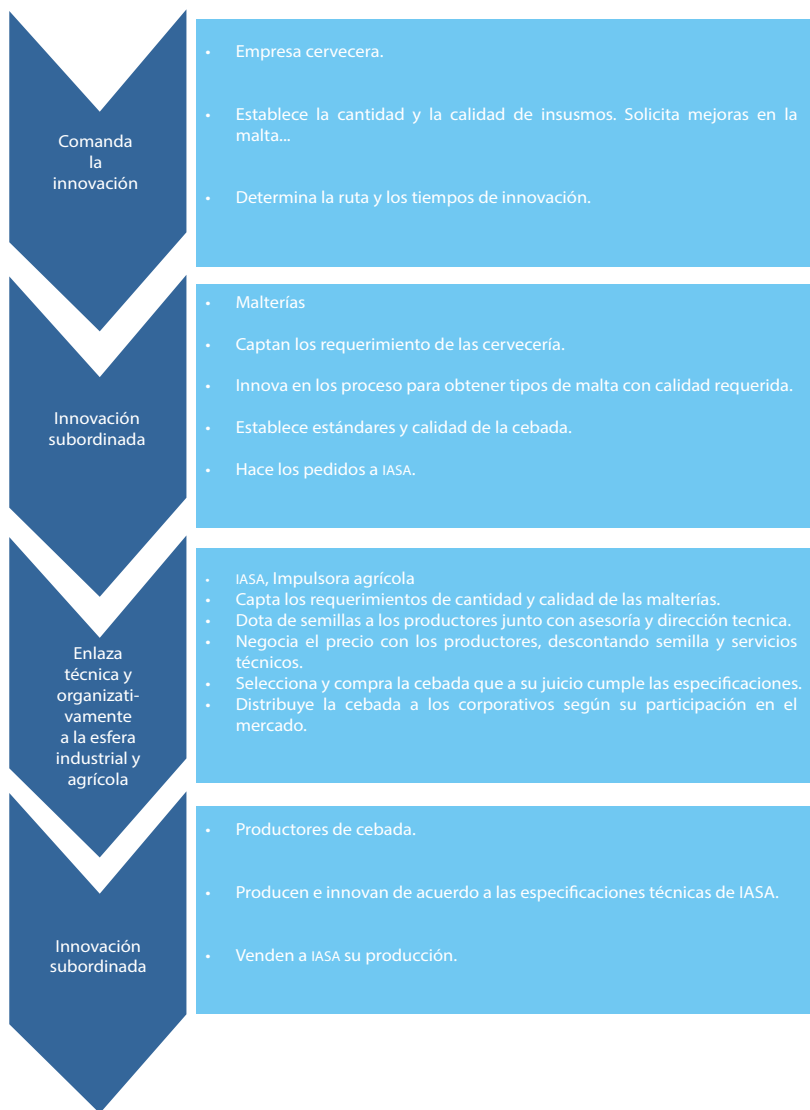 Comanda
la
innovación
• Empresa cervecera.
• Establece la cantidad y la calidad de insusmos. Solicita mejoras en la
malta...
• Determina la ruta y los tiempos de innovación.
Innovación
subordinada
• Malterías
• Captan los requerimiento de las cervecería.
• Innova en los proceso para obtener tipos de malta con calidad requerida.
• Establece estándares y calidad de la cebada.
• Hace los pedidos a IASA.
Enlaza
técnica y
organizati-
vamente
a la esfera
industrial y
agrícola
• IASA, Impulsora agrícola
• Capta los requerimientos de cantidad y calidad de las malterías.
• Dota de semillas a los productores junto con asesoría y dirección tecnica.
• Negocia el precio con los productores, descontando semilla y servicios
técnicos.
• Selecciona y compra la cebada que a su juicio cumple las especificaciones.
• Distribuye la cebada a los corporativos según su participación en el
mercado.
Innovación
subordinada
• Productores de cebada.
• Producen e innovan de acuerdo a las especificaciones técnicas de IASA.
• Venden a IASA su producción.